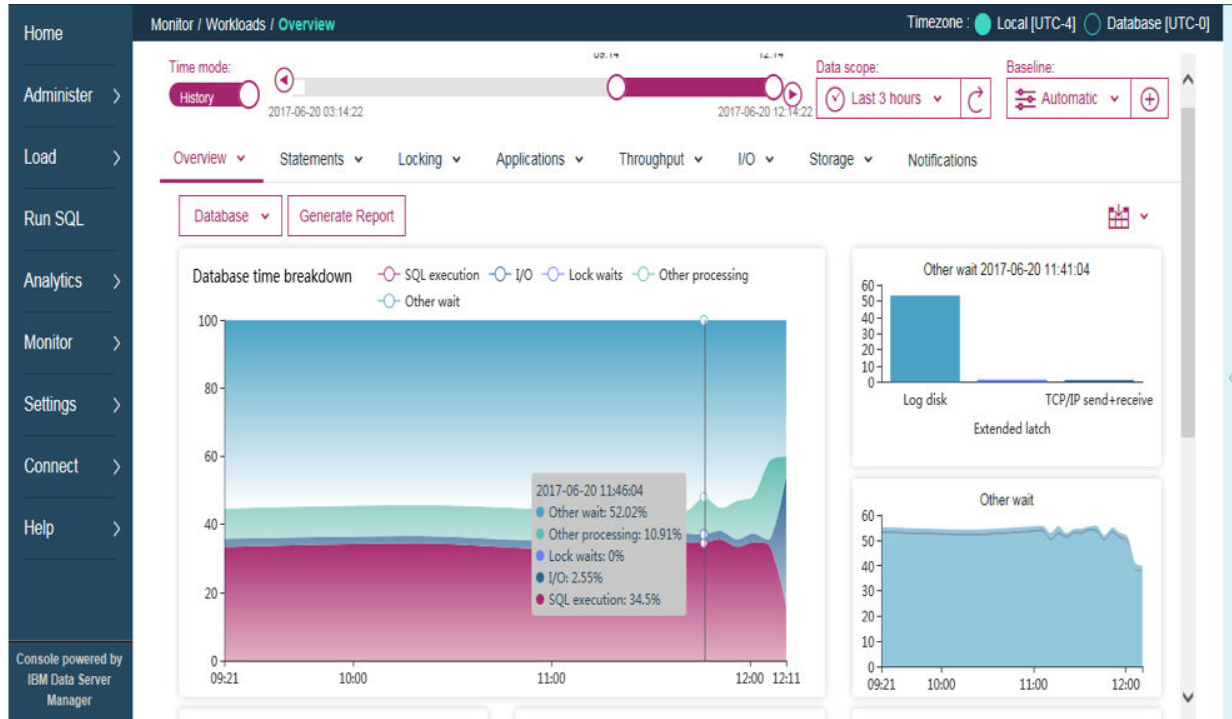 Home
Administer
Load
Run SQL
Analytics
Monitor
Settings
Connect
Help
Console powered by
IBM Data Server
Manager
Monitor / Workloads / Overview
Timezone : Local [UTC-4] Database [UTC-0]
Time mode:
History
2017-06-20 03:14:22
09:14
12:14
2017-06-20 12:14:22
Data scope:
Last 3 hours
Baseline:
Automatic
Overview Statements Locking Applications Throughput I/O Storage Notifications
Database Generate Report
Database time breakdown
SQL execution I/O Lock waits Other processing
Other wait
100
80
60
40
20
0
09:21 10:00 11:00 12:00 12:11
2017-06-20 11:46:04
Other wait: 52.02%
Other processing: 10.91%
Lock waits: 0%
I/O: 2.55%
SQL execution: 34.5%
Other wait 2017-06-20 11:41:04
60
50
40
30
20
10
0
Log disk TCP/IP send+receive
Extended latch
Other wait
60
50
40
30
20
10
0
09:21 10:00 11:00 12:00